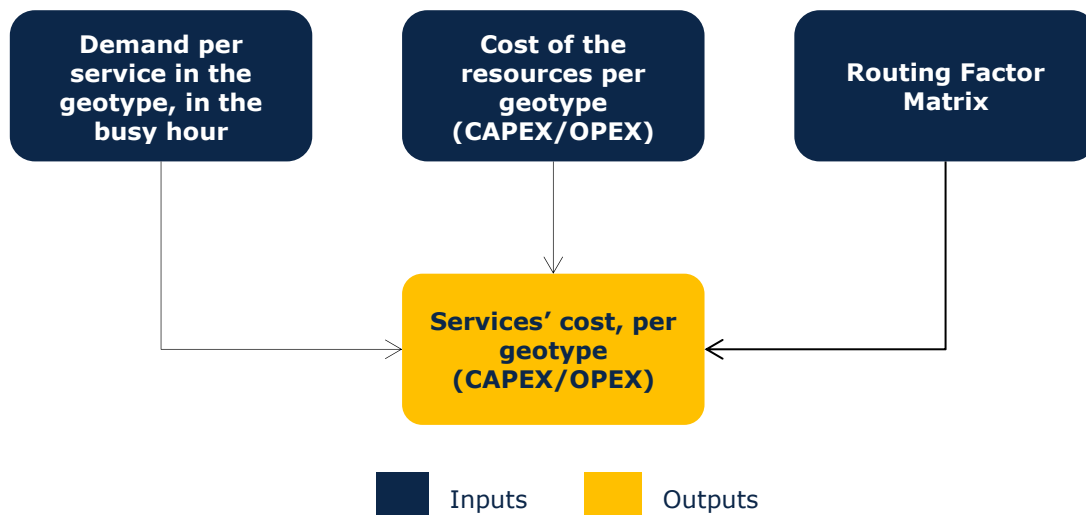 Demand per
service in the
geotype, in the
busy hour
Cost of the
resources per
geotype
(CAPEX/OPEX)
Routing Factor
Matrix
Services’ cost, per
geotype
(CAPEX/OPEX)
Inputs
Outputs